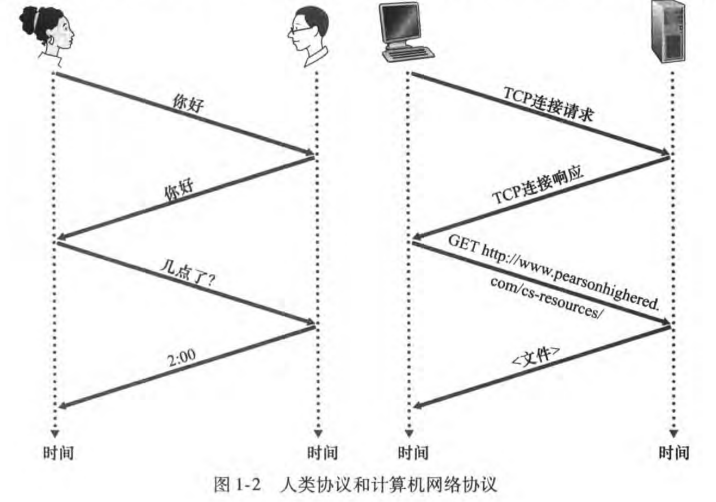 你好
你好
几点了?
2:00
时间
时间
TCP连接请求
TCP连接响应
GET http://www.pearsonhighered.
com/cs-resources/
<文件>
时间
时间
图 1-2 人类协议和计算机网络协议